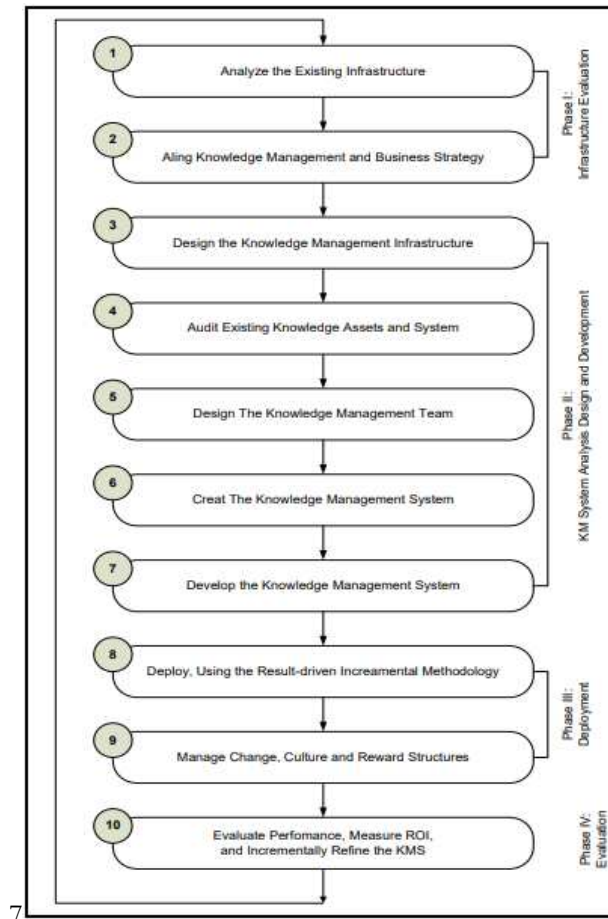 1
Analyze the Existing Infrastructure
2
Aling Knowledge Management and Business Strategy
Phase I:
Infrastructure Evaluation
3
Design the Knowledge Management Infrastructure
4
Audit Existing Knowledge Assets and System
5
Design The Knowledge Management Team
6
Creat The Knowledge Management System
7
Develop the Knowledge Management System
Phase II:
KM System Analysis Design and Development
8
Deploy, Using the Result-driven Increamental Methodology
9
Manage Change, Culture and Reward Structures
Phase III:
Deployment
10
Evaluate Perfomance, Measure ROI,
and Incrementally Refine the KMS
Phase IV:
Evaluation
7